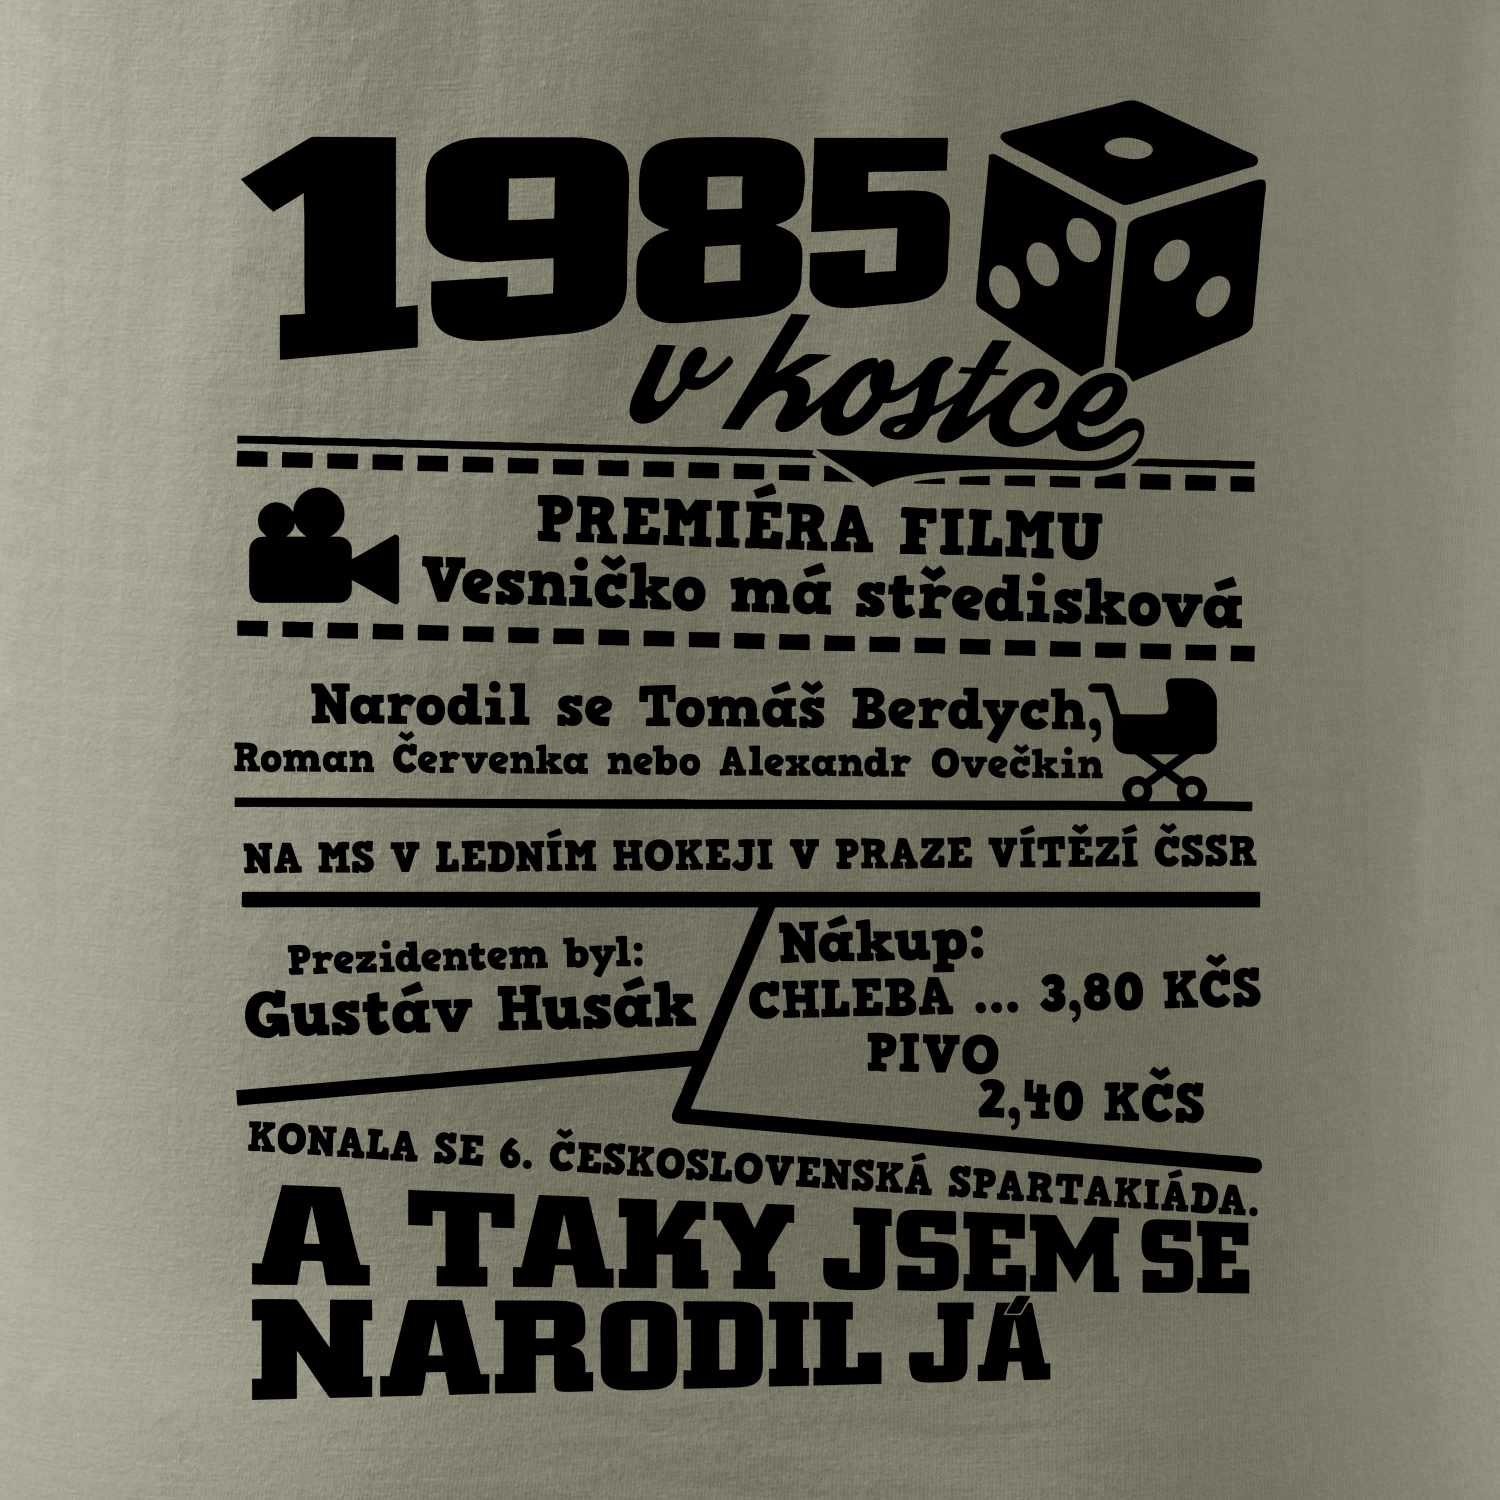 1985
v kostce
PREMIÉRA FILMU
Vesničko má středisková
Narodil se Tomáš Berdych,
Roman Červenka nebo Alexandr Ovečkin
NA MS V LEDNÍM HOKEJI V PRAZE VÍTĚZÍ ČSSR
Prezidentem byl:
Gustáv Husák
Nákup:
CHLEBA ... 3,80 KČS
PIVO
2,40 KČS
KONALA SE 6. ČESKOSLOVENSKÁ SPARTAKIÁDA.
A TAKY JSEM SE
NARODIL JÁ